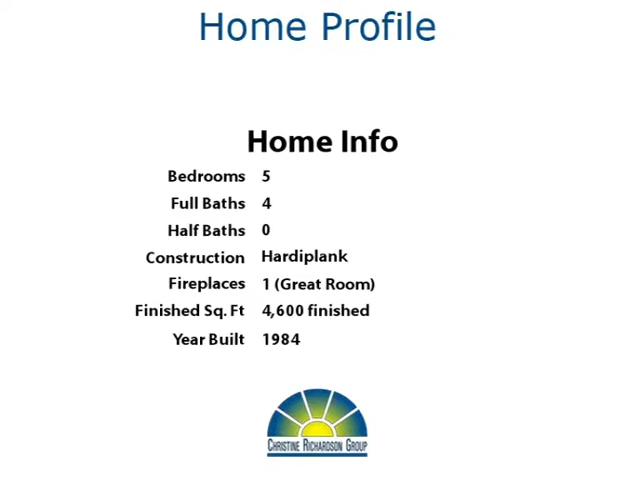 Home Profile
Home Info
Bedrooms 5
Full Baths 4
Half Baths 0
Construction Hardiplank
Fireplaces 1 (Great Room)
Finished Sq. Ft 4,600 finished
Year Built 1984
CHRISTINE RICHARDSON GROUP